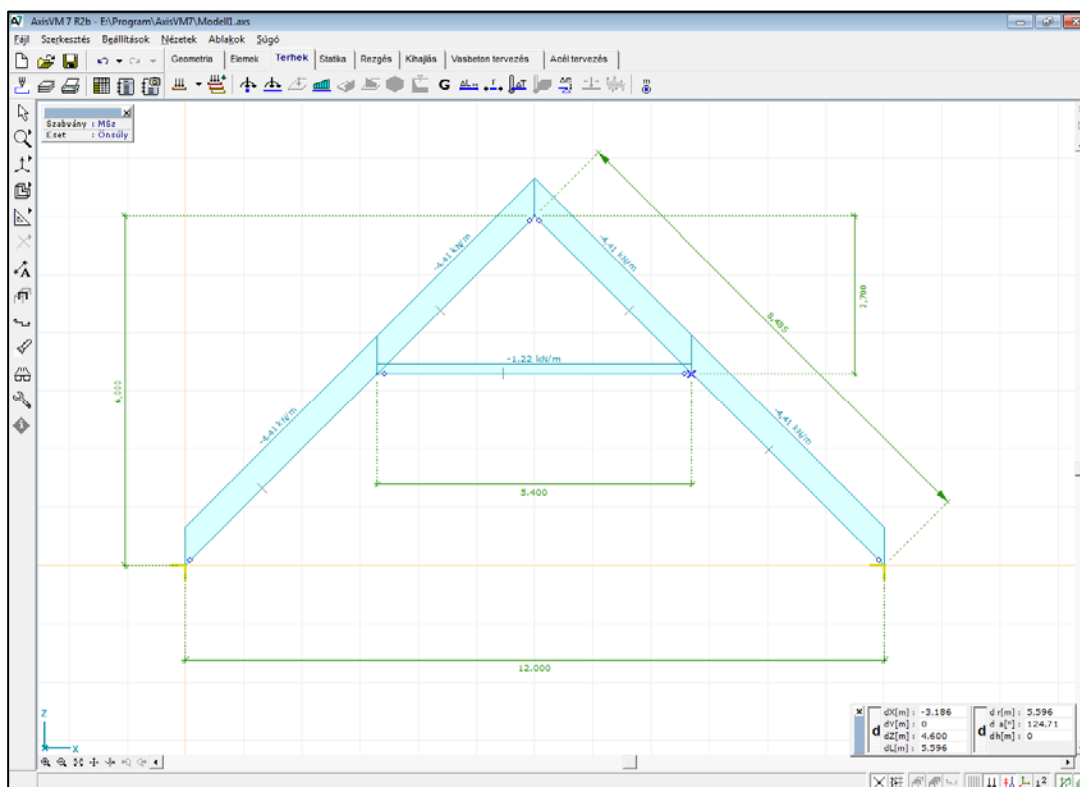 AxisVM 7 R2b - E:\Program\AxisVM7\Modell1.axs
Fájl Szerkesztés Beállítások Nézetek Ablakok Súgó
Geometria Elemek Terhek Statika Rezgés Kihajlás Vasbeton tervezés Acél tervezés
G
Szabvány : MSz
Eset : Önsúly
-4,41 kN/m
-4,41 kN/m
2,700
8,485
-1,22 kN/m
-4,41 kN/m
-4,41 kN/m
5,400
12,000
Z
X
d
dX[m] : -3,186
dY[m] : 0
dZ[m] : 4,600
dL[m] : 5,596
d
d r[m] : 5,596
d a[°] : 124,71
dh[m] : 0